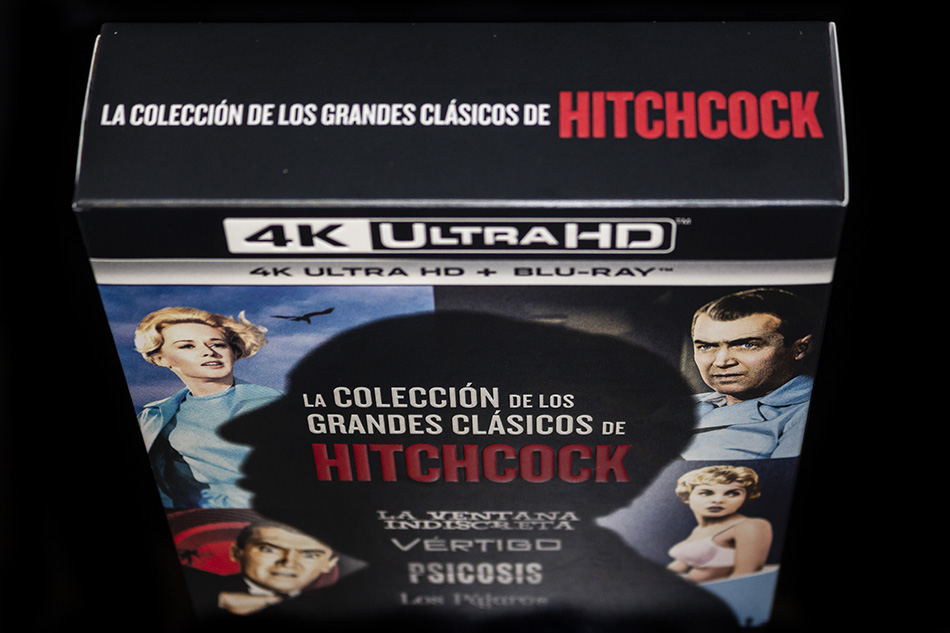 LA COLECCIÓN DE LOS GRANDES CLÁSICOS DE HITCHCOCK
4K ULTRA HD™
4K ULTRA HD + BLU-RAY™
LA COLECCIÓN DE LOS
GRANDES CLÁSICOS DE
HITCHCOCK
LA VENTANA
INDISCRETA
VÉRTIGO
PSICOSIS
Los Pájaros